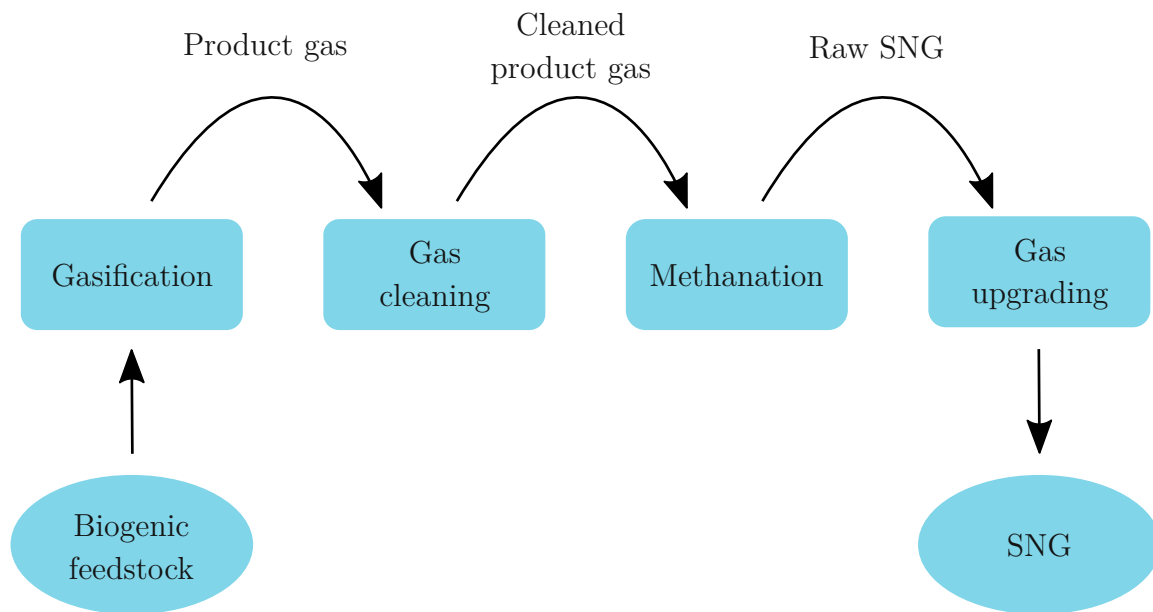 Product gas
Cleaned
product gas
Raw SNG
Gasification
Gas
cleaning
Methanation
Gas
upgrading
Biogenic
feedstock
SNG